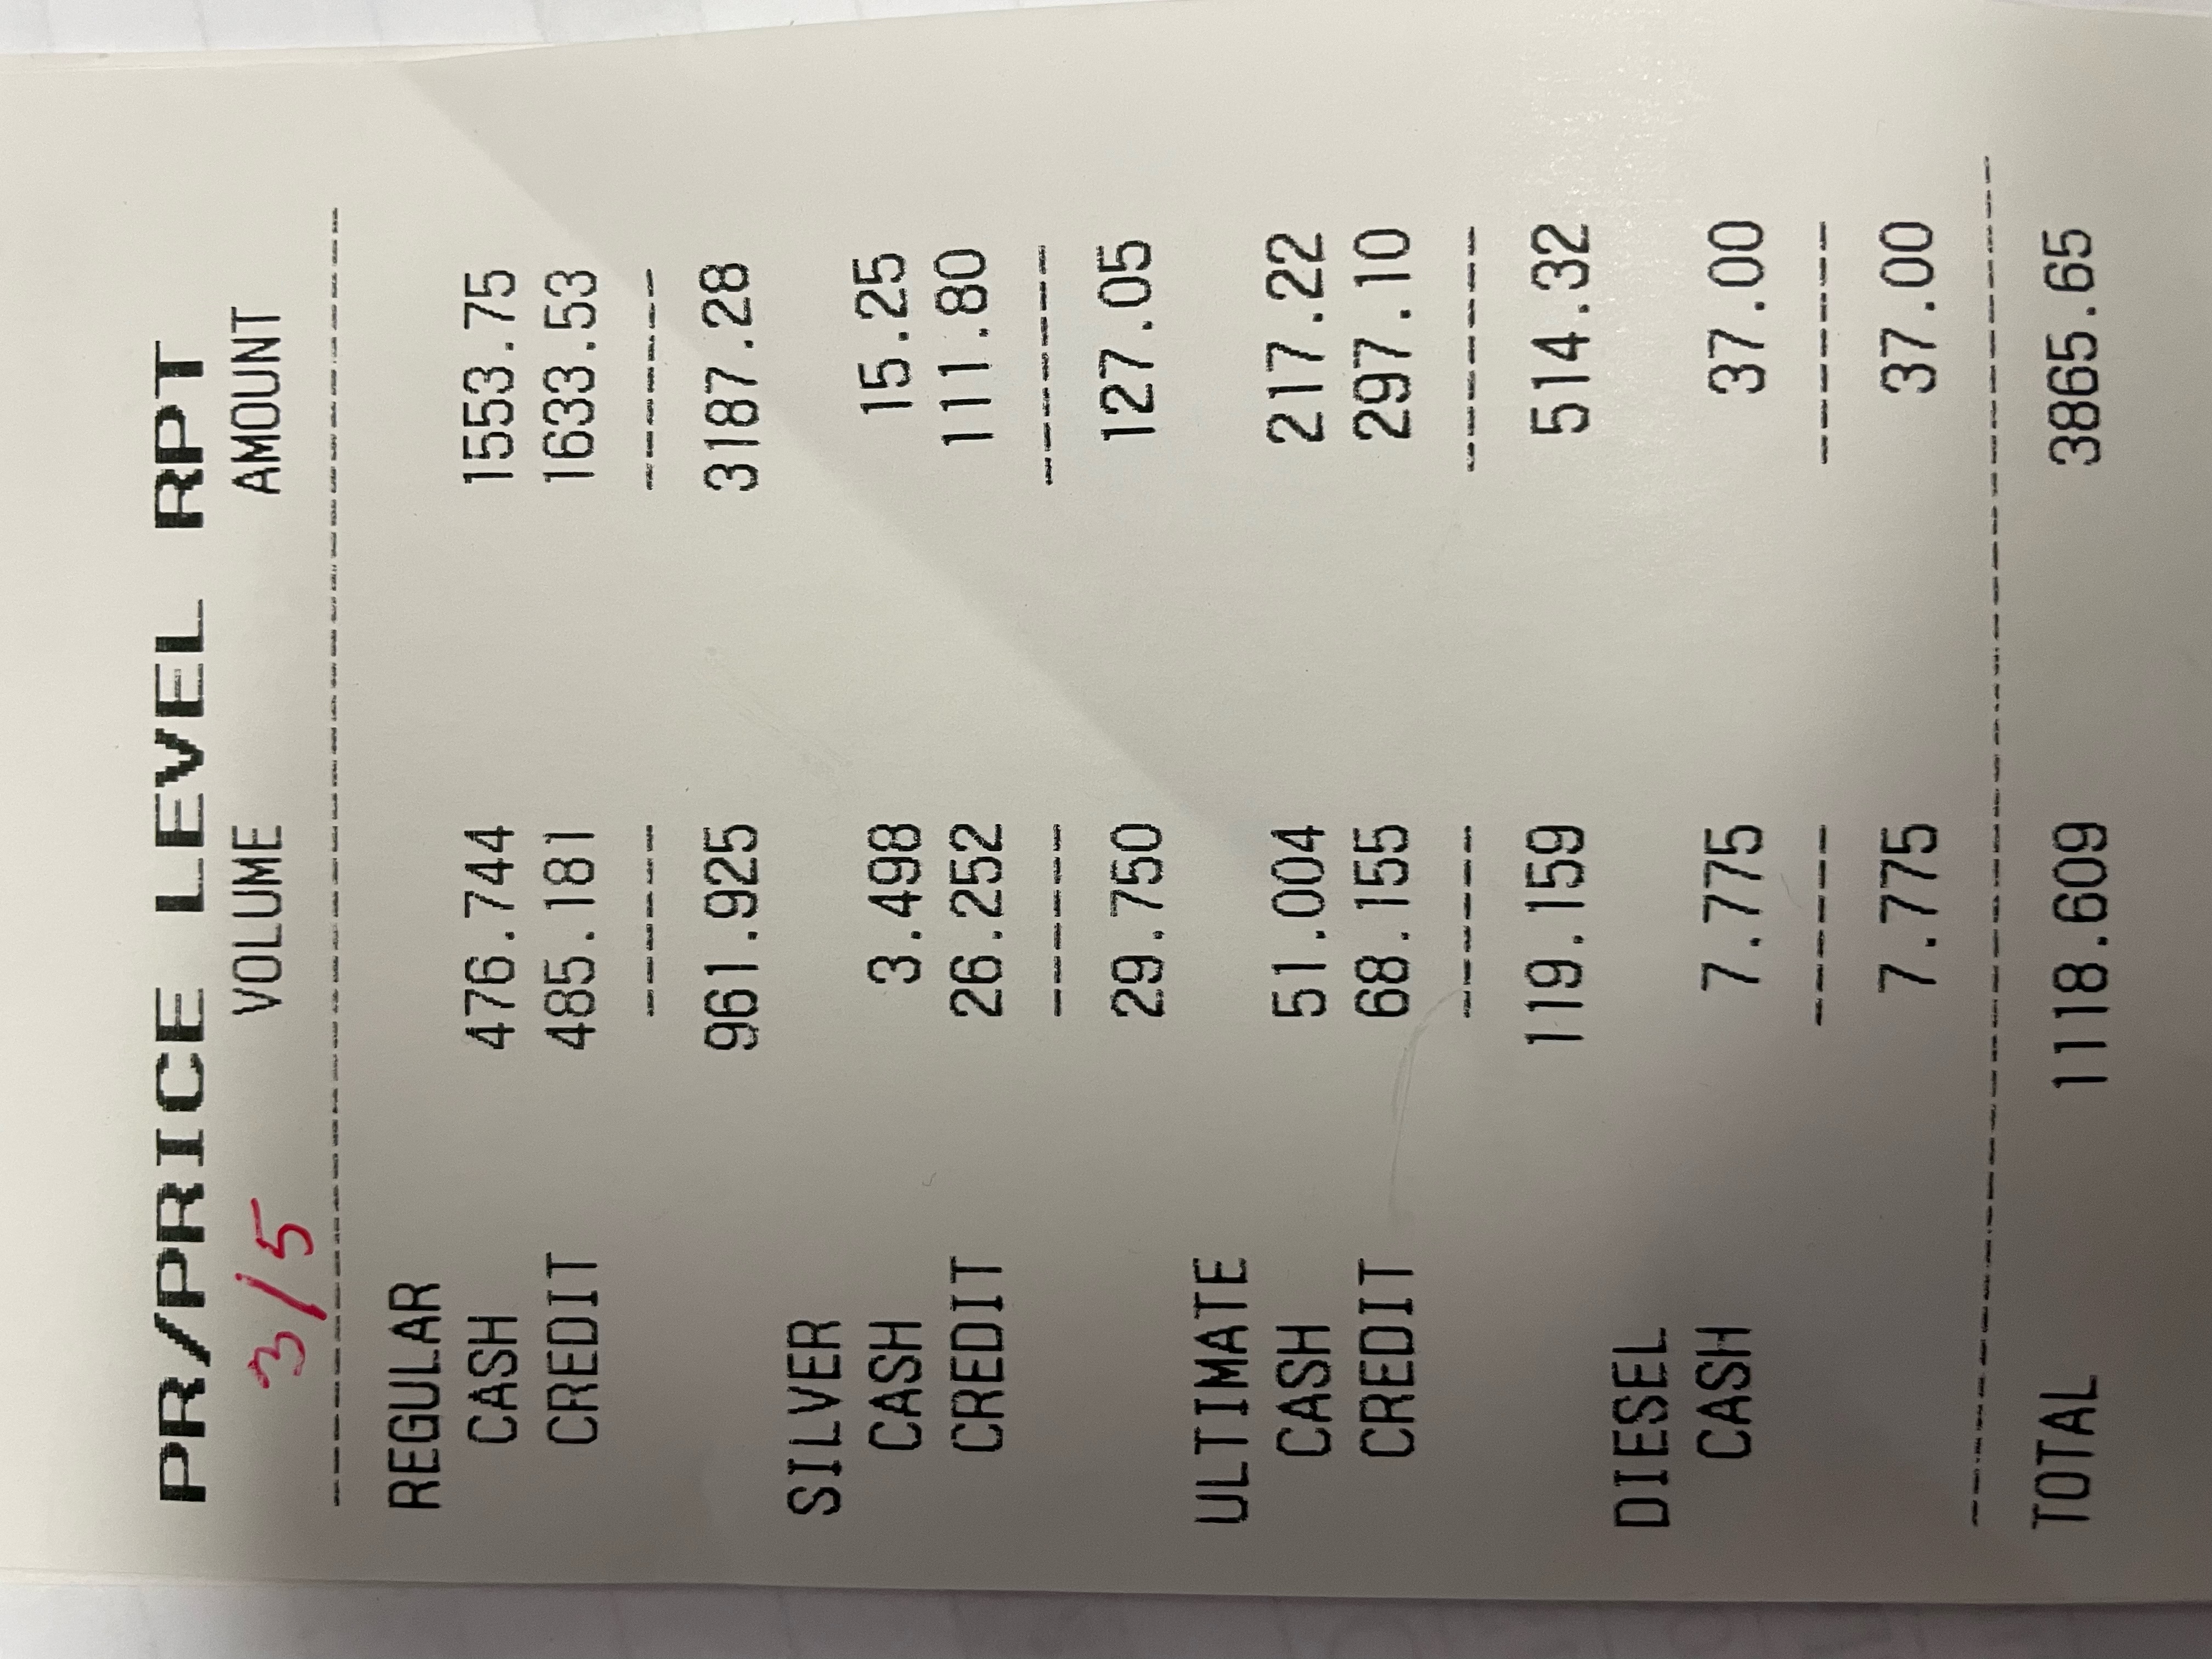 PR/PRICE LEVEL RPT
3/5 VOLUME AMOUNT
REGULAR
CASH 476.744 1553.75
CREDIT 485.181 1633.53
961.925 3187.28
SILVER
CASH 3.498 15.25
CREDIT 26.252 111.80
29.750 127.05
ULTIMATE
CASH 51.004 217.22
CREDIT 68.155 297.10
119.159 514.32
DIESEL
CASH 7.775 37.00
7.775 37.00
TOTAL 1118.609 3865.65